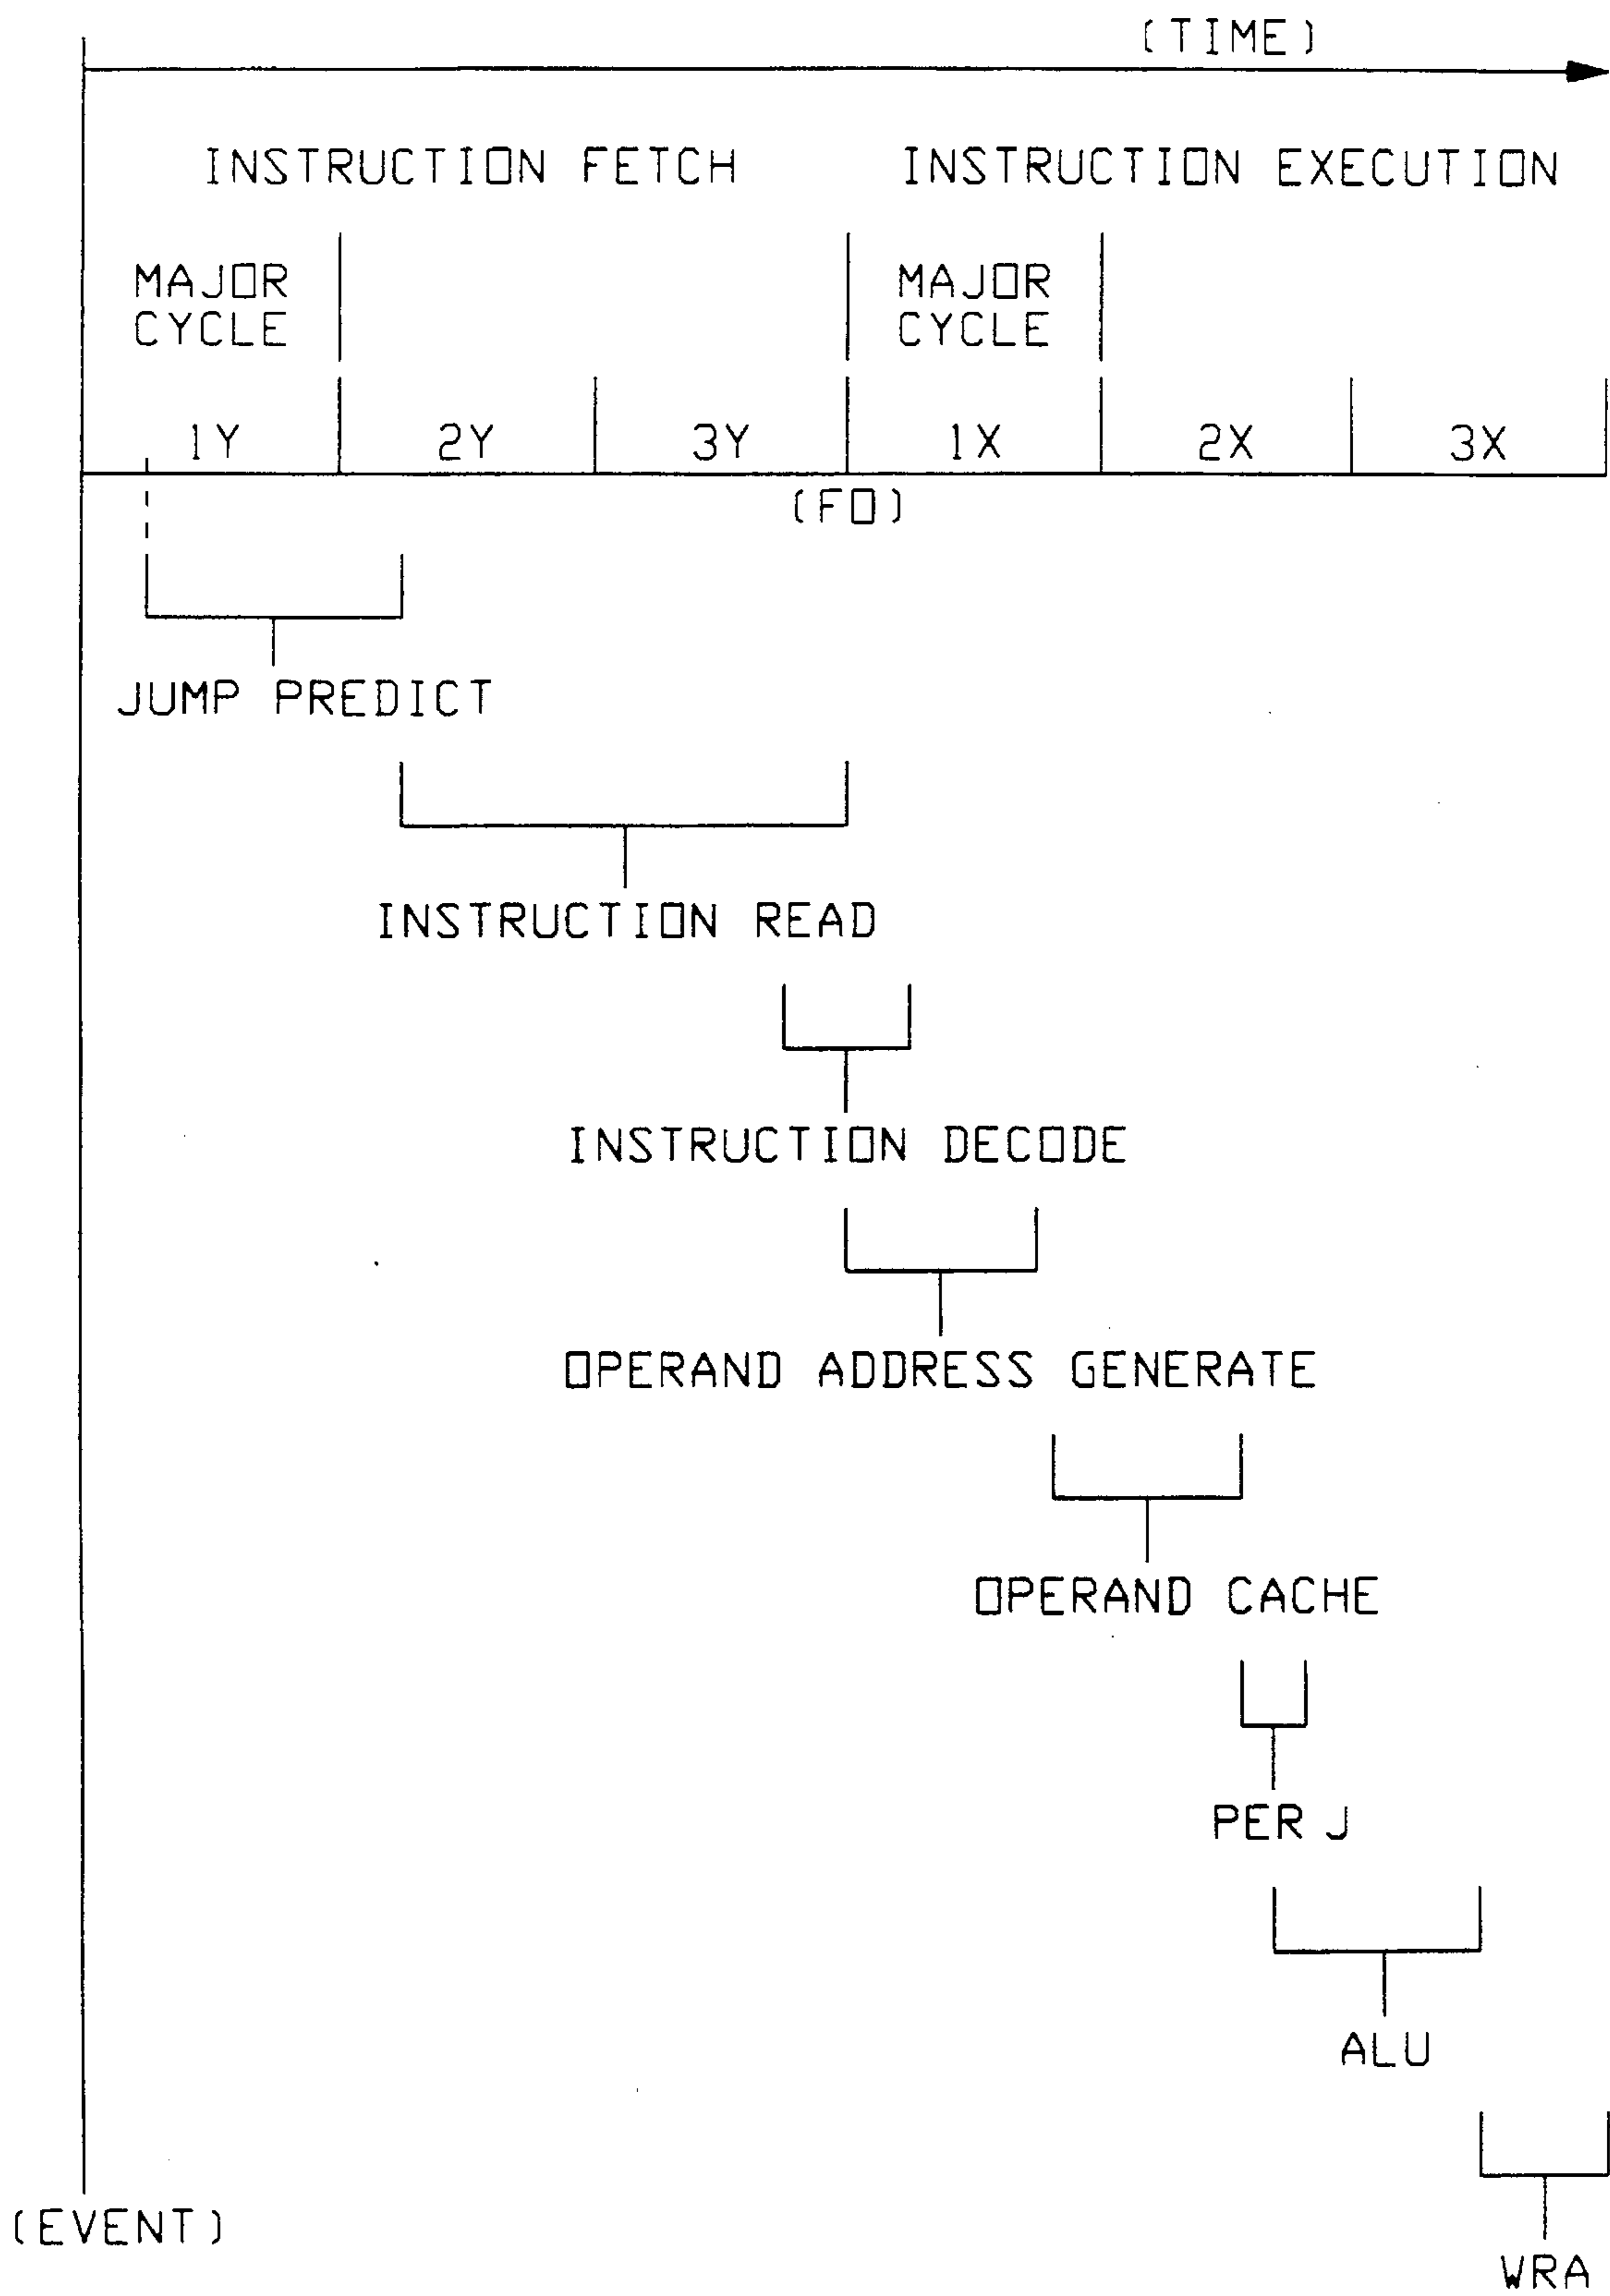 (TIME)
INSTRUCTION FETCH INSTRUCTION EXECUTION
MAJOR CYCLE MAJOR CYCLE
1Y 2Y 3Y 1X 2X 3X
(FO)
JUMP PREDICT
INSTRUCTION READ
INSTRUCTION DECODE
OPERAND ADDRESS GENERATE
OPERAND CACHE
PER J
ALU
(EVENT)
WRA